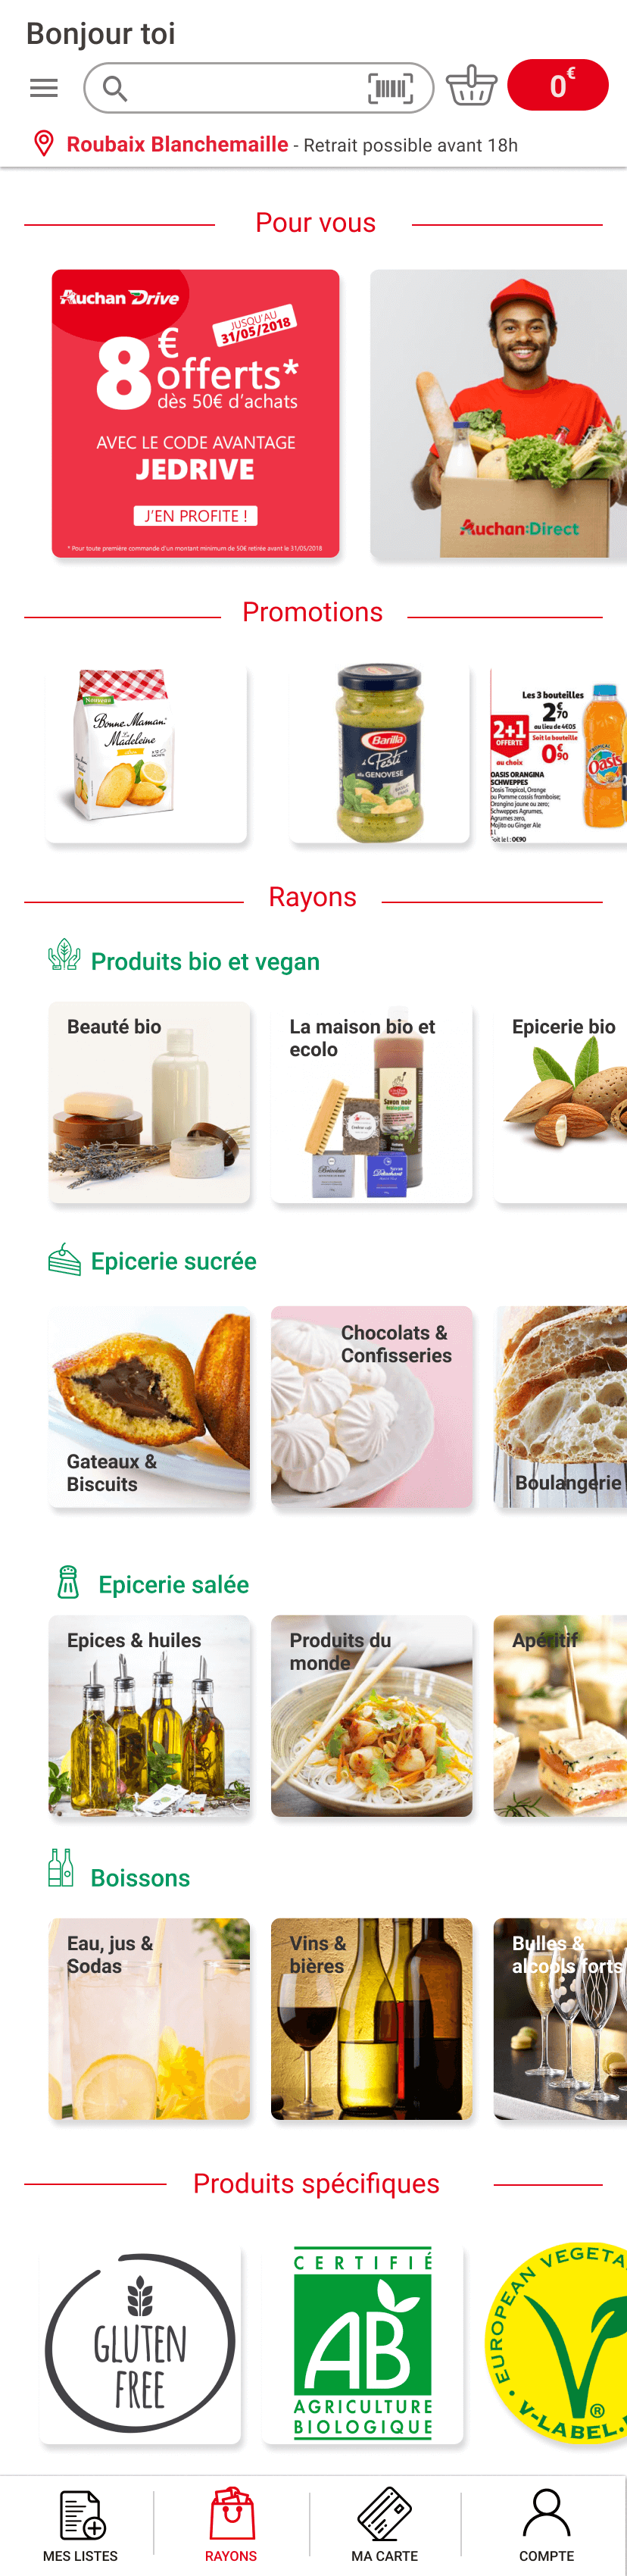 Bonjour toi
0€
Roubaix Blanchemaille - Retrait possible avant 18h
Pour vous
Auchan Drive
JUSQU'AU
31/05/2018
8€
offerts*
dès 50€ d'achats
AVEC LE CODE AVANTAGE
JEDRIVE
J'EN PROFITE !
* Pour toute première commande d'un montant minimum de 50€ retirée avant le 31/05/2018
Auchan:Direct
Promotions
Nouveau
Bonne Maman
La
Madeleine
Barilla
Pesti
alla GENOVESE
Les 3 bouteilles
2€70
au lieu de 4€05
Soit la bouteille
2+1
OFFERTE
0€90
au choix
OASIS ORANGINA
SCHWEPPES
Oasis Tropical, Orange
ou Pomme cassis framboise;
Orangina jaune ou zero;
Schweppes Agrumes,
Agrumes zero,
Mojito ou Ginger Ale
1 L
Soit le L : 0€90
TROPICAL
Oasis
Rayons
Produits bio et vegan
Beauté bio
La maison bio et
ecolo
Epicerie bio
Savon noir
écologique
Epicerie sucrée
Gateaux &
Biscuits
Chocolats &
Confisseries
Boulangerie
Epicerie salée
Epices & huiles
Produits du
monde
Apéritif
Boissons
Eau, jus &
Sodas
Vins &
bières
Bulles &
alcools forts
Produits spécifiques
GLUTEN
FREE
CERTIFIÉ
AB
AGRICULTURE
BIOLOGIQUE
EUROPEAN VEGETA
V-LABEL.
®
MES LISTES
RAYONS
MA CARTE
COMPTE